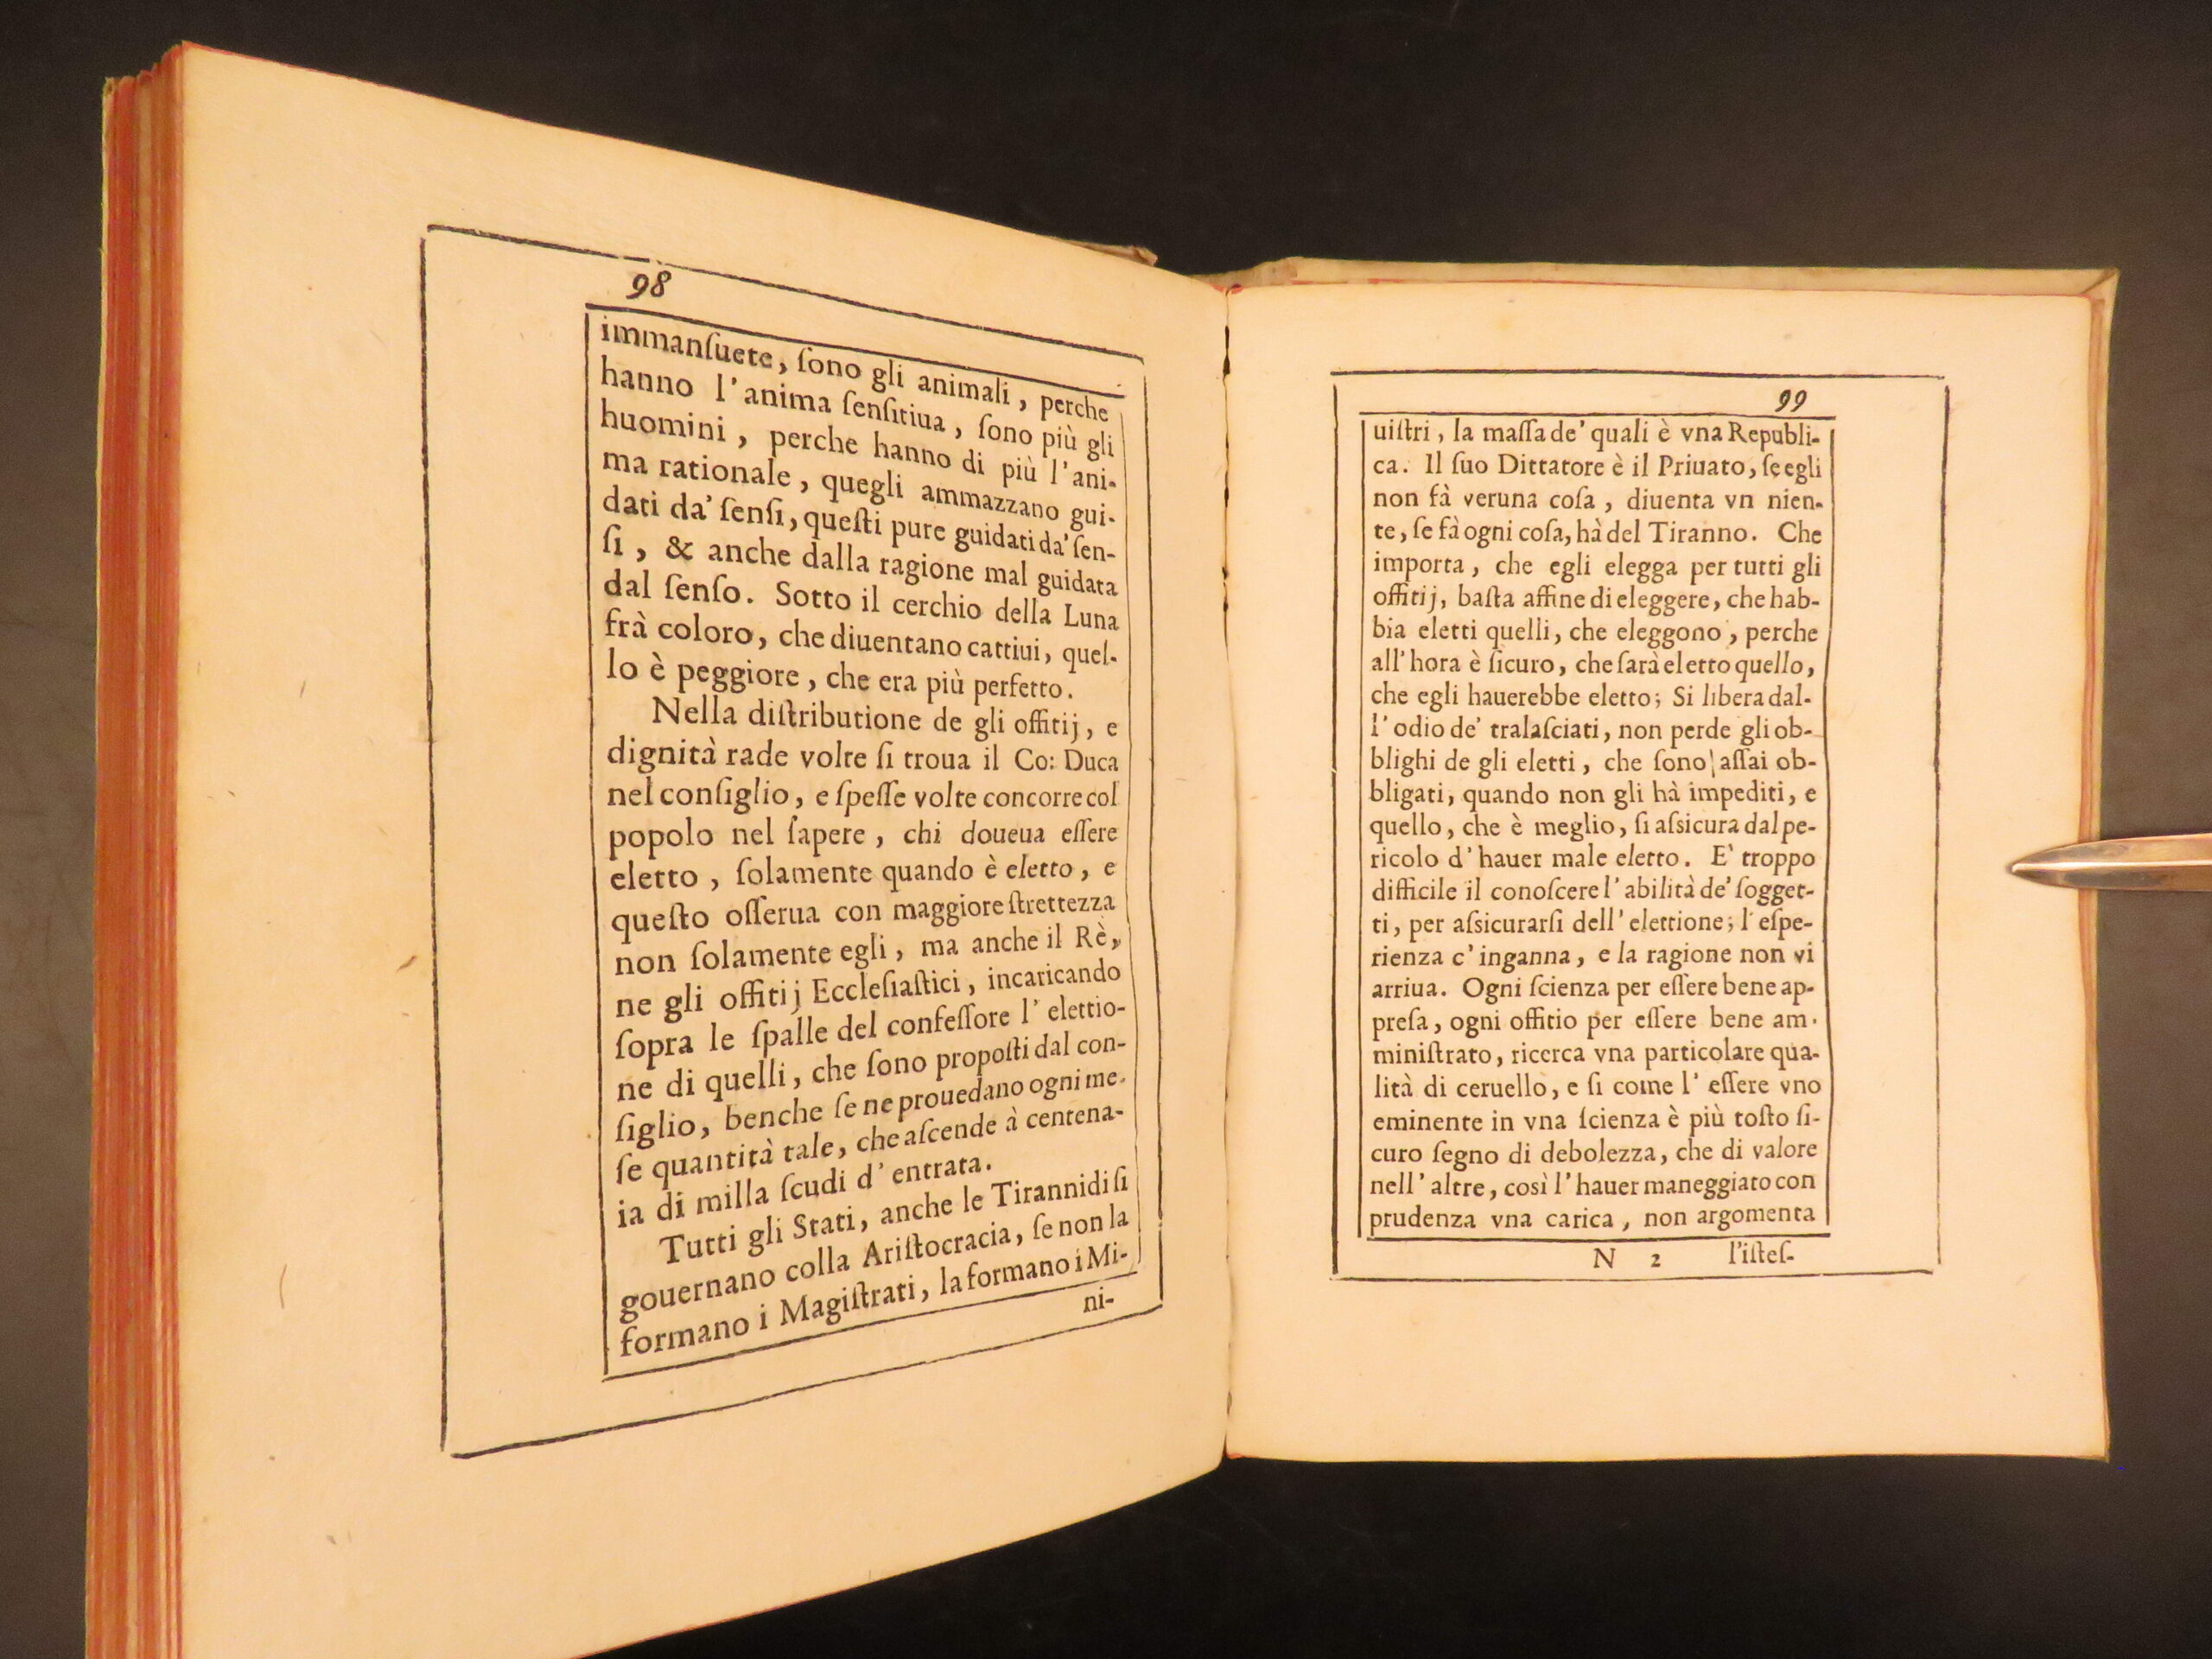 98
immanſuete, ſono gli animali, perche
hanno l'anima ſenſitiua, ſono più gli
huomini, perche hanno di più l'ani-
ma rationale, quegli ammazzano gui-
dati da' ſenſi, queſti pure guidati da' ſen-
ſi, & anche dalla ragione mal guidata
dal ſenſo. Sotto il cerchio della Luna
frà coloro, che diuentano cattiui, quel-
lo è peggiore, che era più perfetto.
Nella diſtributione de gli offitij, e
dignità rade volte ſi troua il Co: Duca
nel conſiglio, e ſpeſſe volte concorre col
popolo nel ſapere, chi doueua eſſere
eletto, ſolamente quando è eletto, e
queſto oſſerua con maggiore ſtrettezza
non ſolamente egli, ma anche il Rè,
ne gli offitij Eccleſiaſtici, incaricando
ſopra le ſpalle del confeſſore l' elettio-
ne di quelli, che ſono propoſti dal con-
ſiglio, benche ſe ne prouedano ogni me-
ſe quantità tale, che aſcende à centena-
ia di milla ſcudi d' entrata.
Tutti gli Stati, anche le Tirannidi ſi
gouernano colla Ariſtocracia, ſe non la
formano i Magiſtrati, la formano i Mi-
ni-
99
uiſtri, la maſſa de' quali è vna Republi-
ca. Il ſuo Dittatore è il Priuato, ſe egli
non fà veruna coſa, diuenta vn nien-
te, ſe fà ogni coſa, hà del Tiranno. Che
importa, che egli elegga per tutti gli
offitij, baſta affine di eleggere, che hab-
bia eletti quelli, che eleggono, perche
all' hora è ſicuro, che ſarà eletto quello,
che egli hauerebbe eletto; Si libera dal-
l' odio de' tralaſciati, non perde gli ob-
blighi de gli eletti, che ſono aſſai ob-
bligati, quando non gli hà impediti, e
quello, che è meglio, ſi aſsicura dal pe-
ricolo d' hauer male eletto. E' troppo
difficile il conoſcere l' abilità de' ſogget-
ti, per aſsicurarſi dell' elettione; l' eſpe-
rienza c' inganna, e la ragione non vi
arriua. Ogni ſcienza per eſſere bene ap-
preſa, ogni offitio per eſſere bene am-
miniſtrato, ricerca vna particolare qua-
lità di ceruello, e ſi come l' eſſere vno
eminente in vna ſcienza è più toſto ſi-
curo ſegno di debolezza, che di valore
nell' altre, così l' hauer maneggiato con
prudenza vna carica, non argomenta
N 2 l'iſteſ-